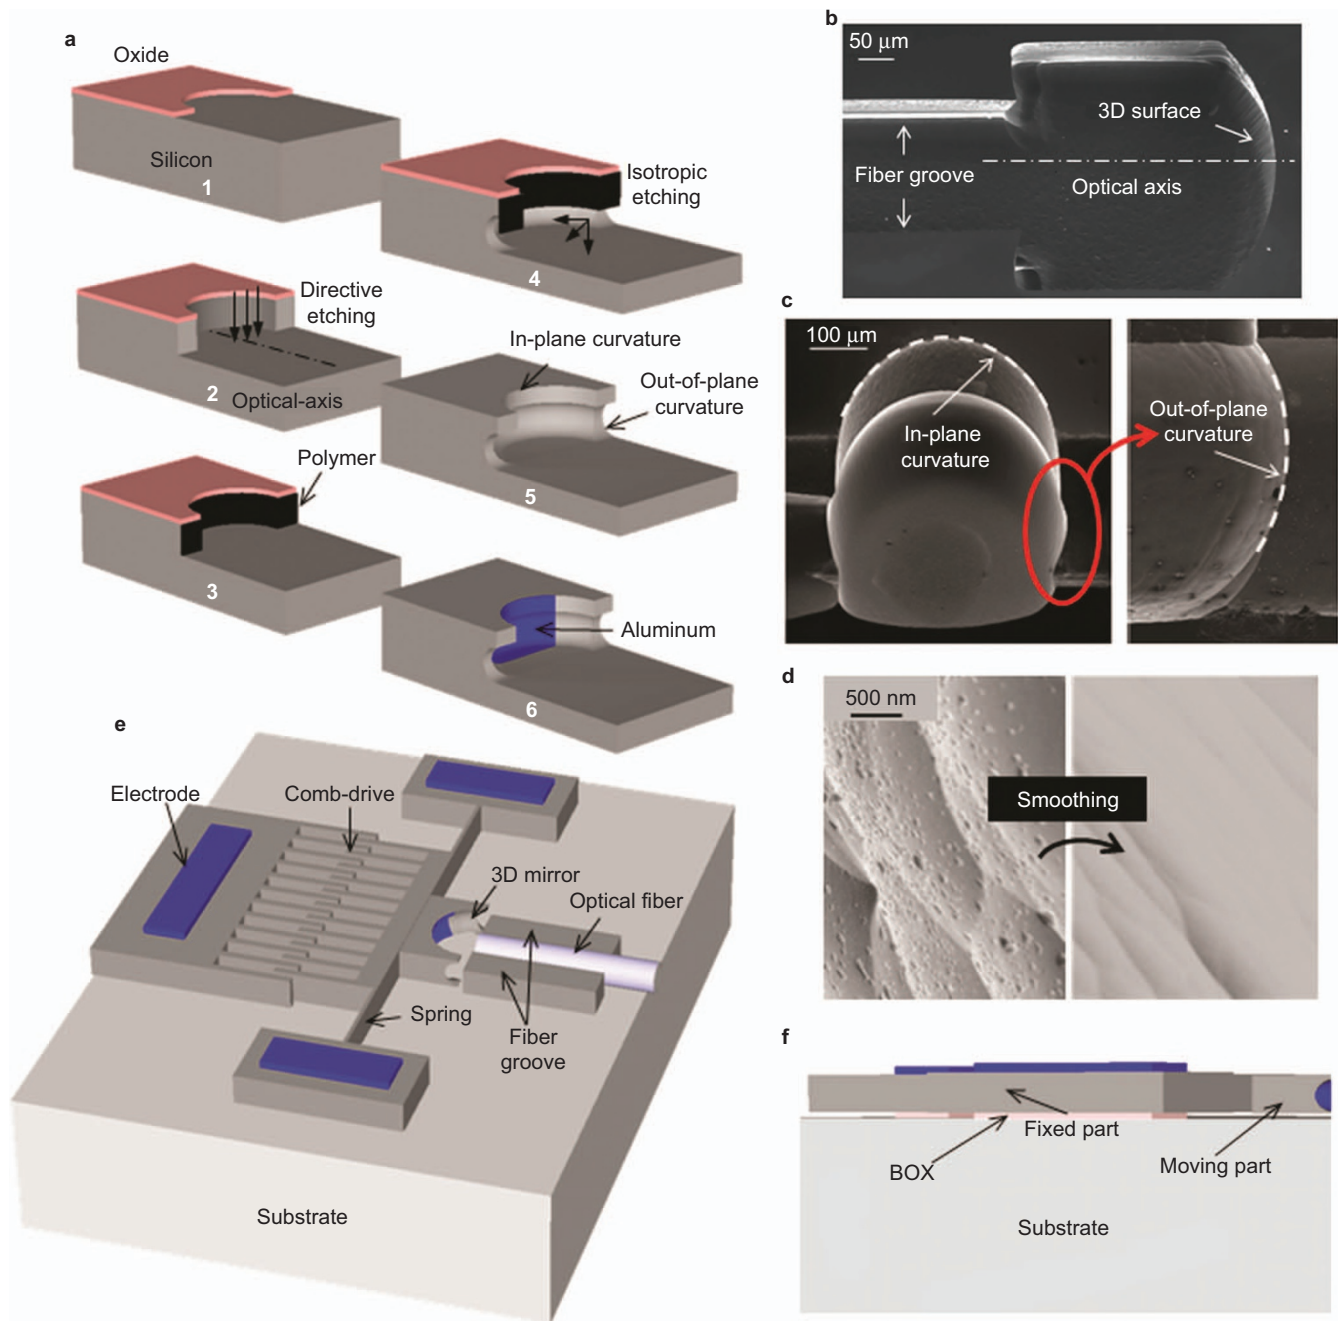 a
Oxide
Silicon
1
Directive
etching
2
Optical-axis
Polymer
3
Isotropic
etching
4
In-plane curvature
Out-of-plane
curvature
5
Aluminum
6
b
50 μm
3D surface
Fiber groove
Optical axis
c
100 μm
In-plane
curvature
Out-of-plane
curvature
d
500 nm
Smoothing
e
Electrode
Comb-drive
3D mirror
Optical fiber
Spring
Fiber
groove
Substrate
f
Fixed part
BOX
Moving part
Substrate